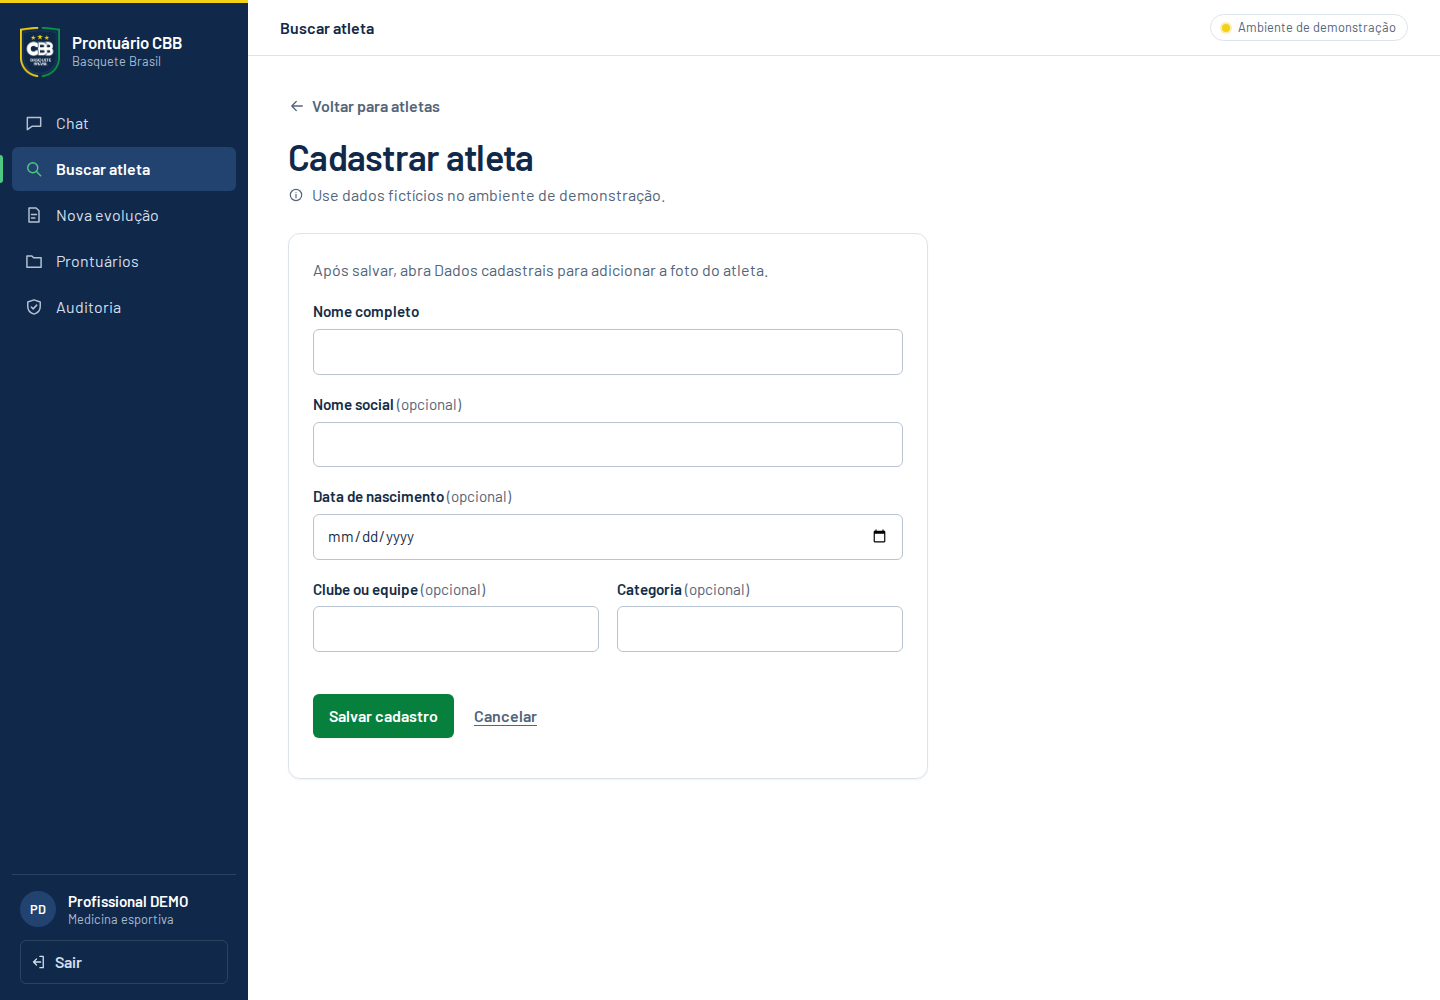 CBB
BASQUETE
BRASIL
Prontuário CBB
Basquete Brasil
Chat
Buscar atleta
Nova evolução
Prontuários
Auditoria
PD
Profissional DEMO
Medicina esportiva
Sair
Buscar atleta
Ambiente de demonstração
Voltar para atletas
Cadastrar atleta
Use dados fictícios no ambiente de demonstração.
Após salvar, abra Dados cadastrais para adicionar a foto do atleta.
Nome completo
Nome social (opcional)
Data de nascimento (opcional)
mm/dd/yyyy
Clube ou equipe (opcional) Categoria (opcional)
Salvar cadastro Cancelar